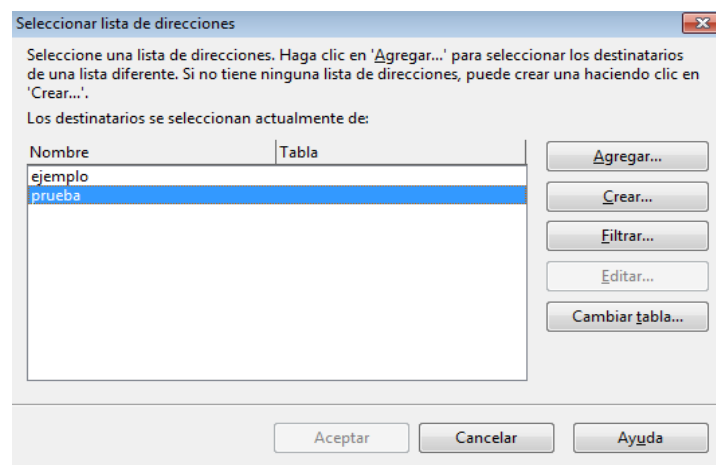 Seleccionar lista de direcciones
Seleccione una lista de direcciones. Haga clic en 'Agregar...' para seleccionar los destinatarios
de una lista diferente. Si no tiene ninguna lista de direcciones, puede crear una haciendo clic en
'Crear...'.
Los destinatarios se seleccionan actualmente de:
Nombre Tabla
ejemplo
prueba
Agregar...
Crear...
Filtrar...
Editar...
Cambiar tabla...
Aceptar Cancelar Ayuda